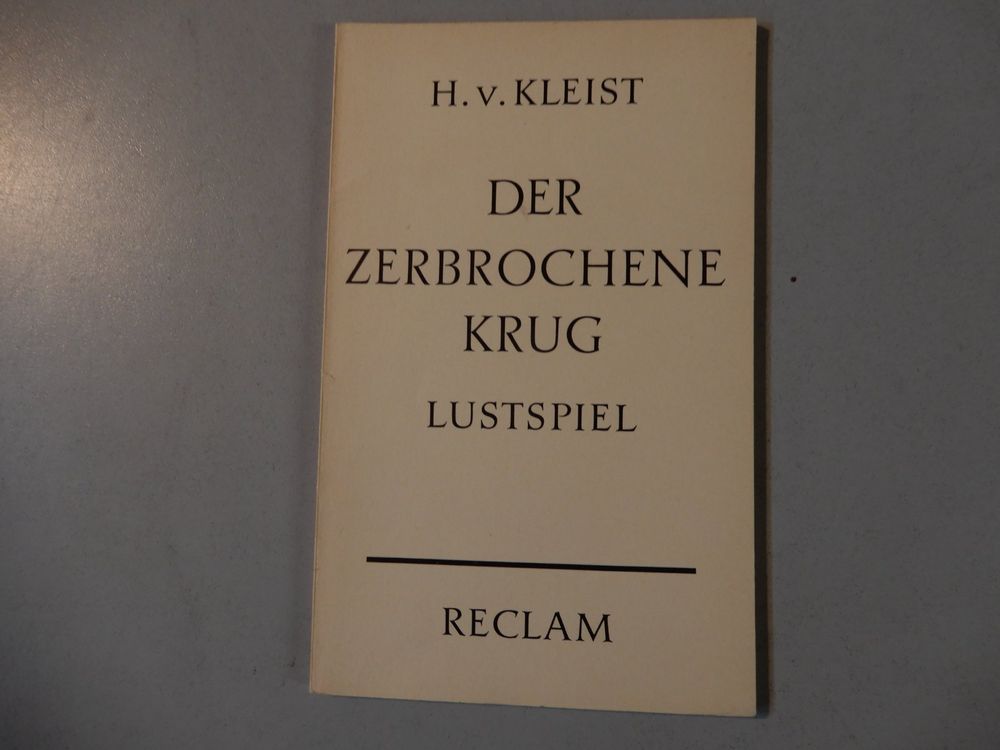 H. v. KLEIST
DER
ZERBROCHENE
KRUG
LUSTSPIEL
RECLAM